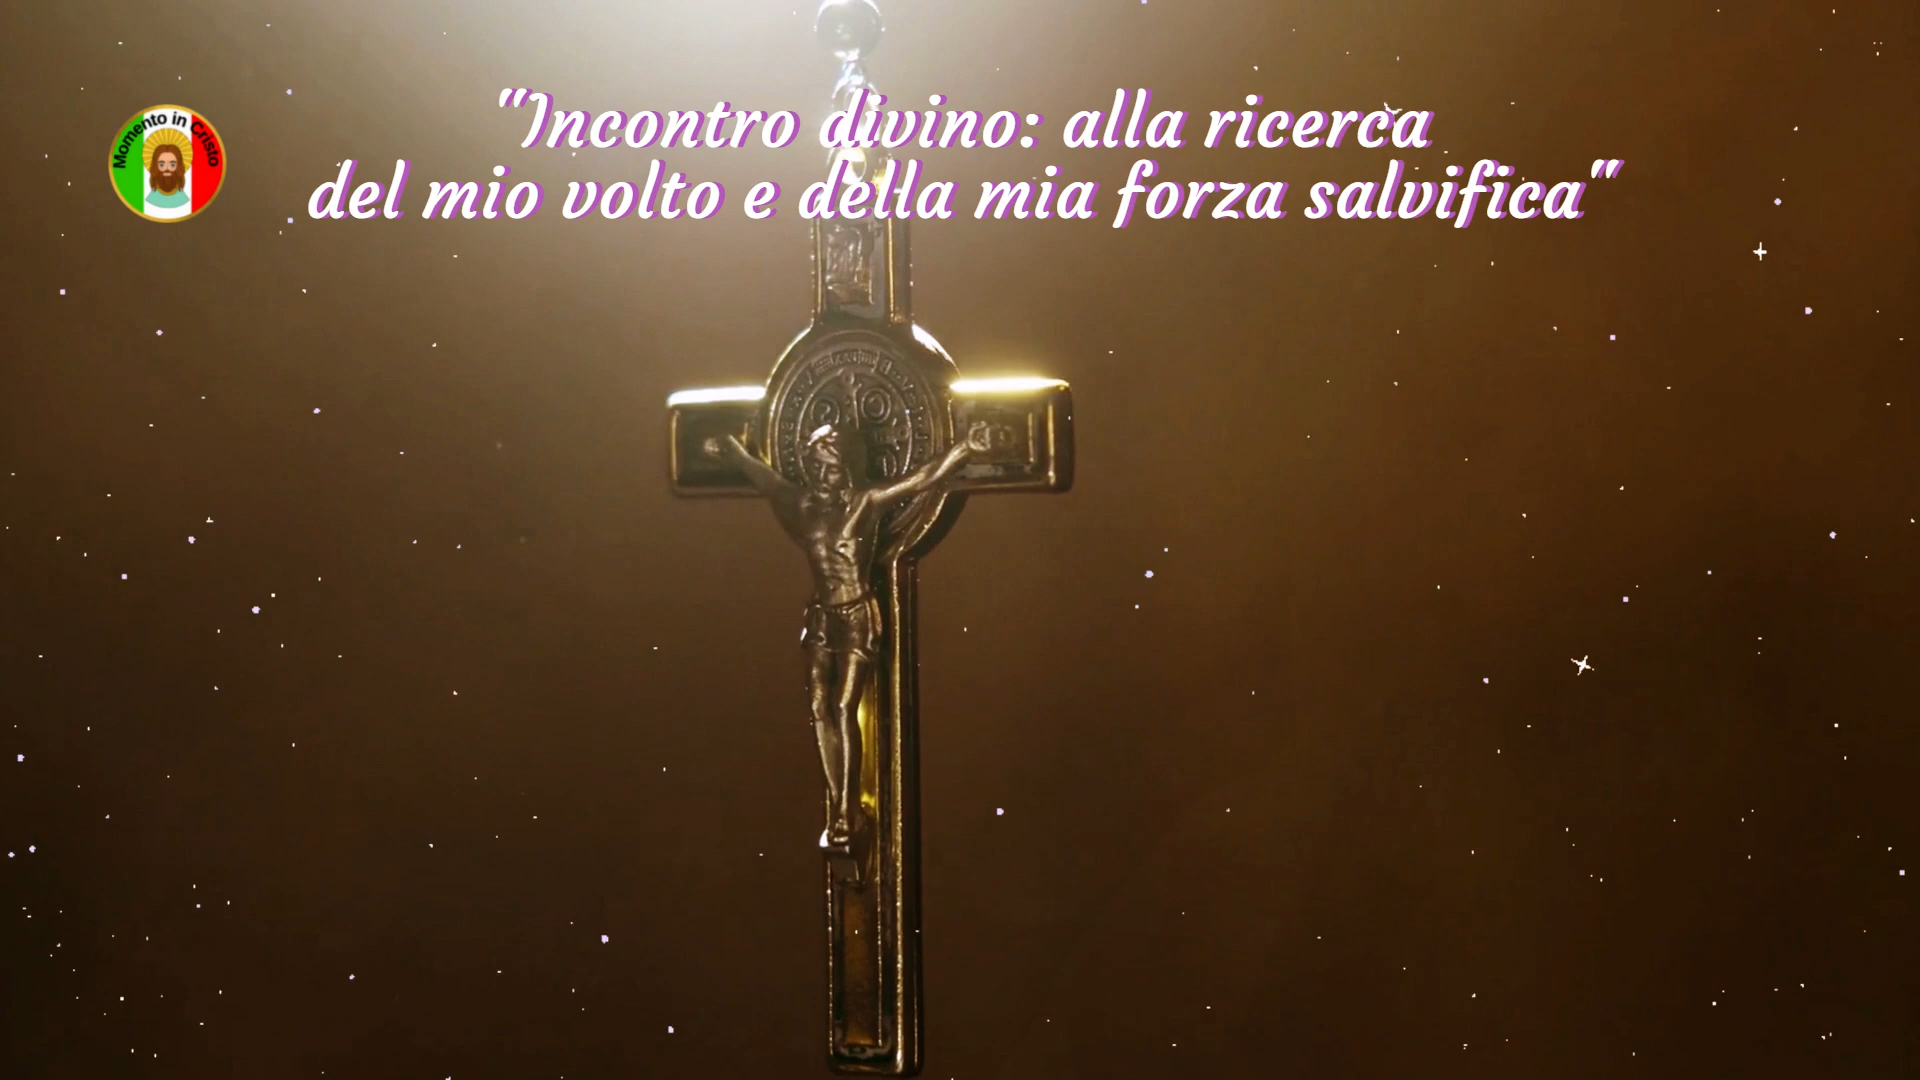 Momento in Cristo
"Incontro divino: alla ricerca
del mio volto e della mia forza salvifica"